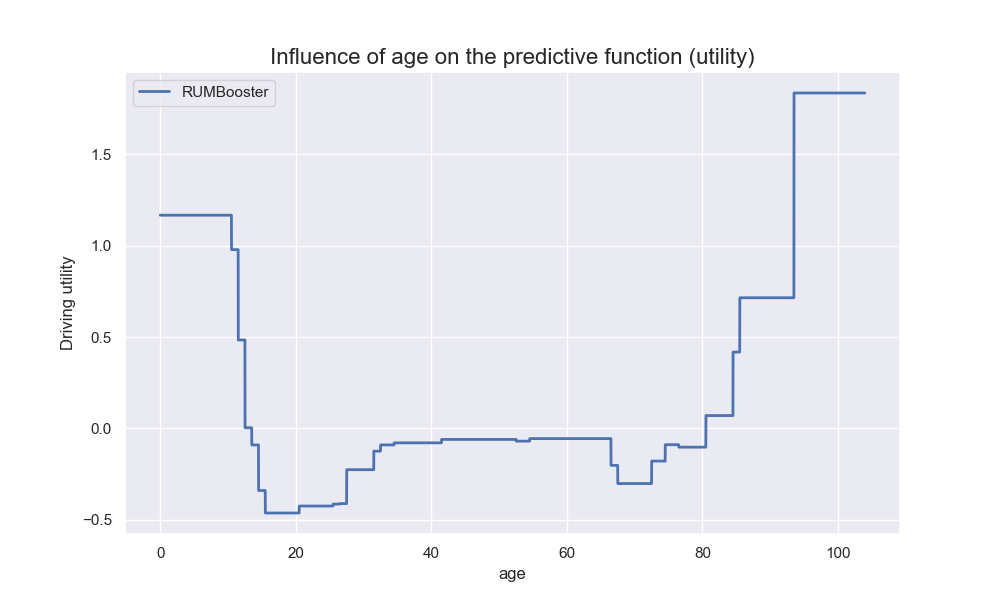 Influence of age on the predictive function (utility)
RUMBooster
1.5
1.0
0.5
0.0
−0.5
Driving utility
0 20 40 60 80 100
age